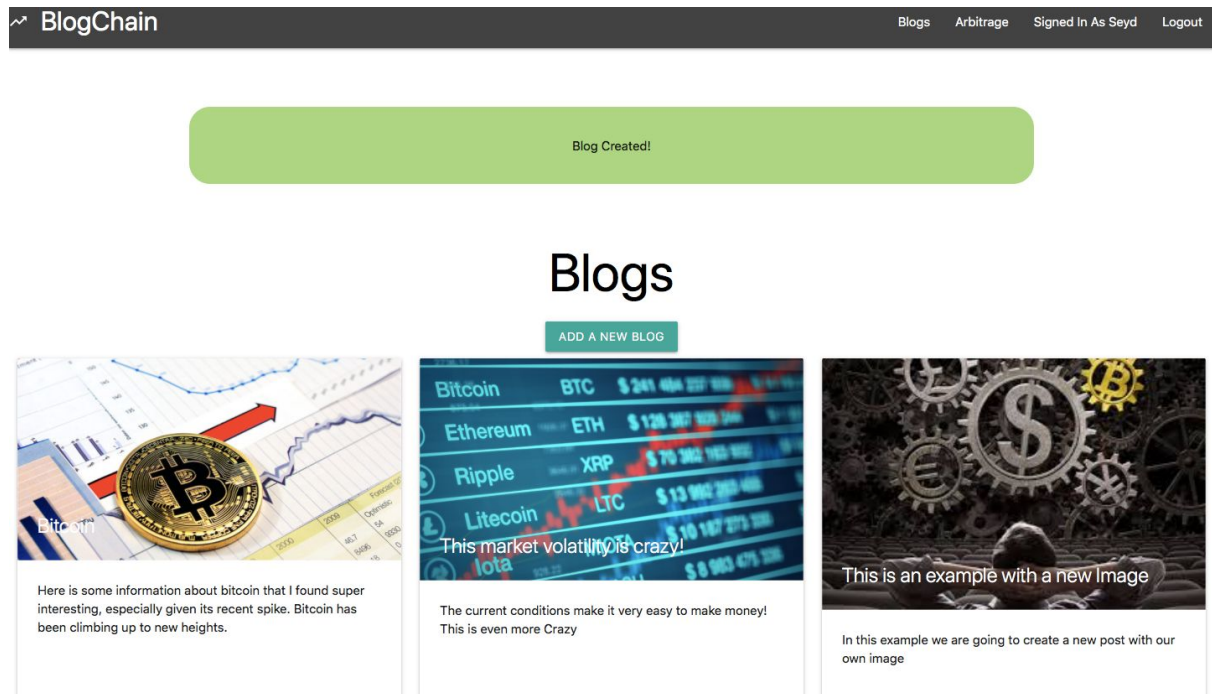 BlogChain
Blogs Arbitrage Signed In As Seyd Logout
Blog Created!
Blogs
ADD A NEW BLOG
Bitcoin
Here is some information about bitcoin that I found super
interesting, especially given its recent spike. Bitcoin has
been climbing up to new heights.
Bitcoin BTC
Ethereum ETH
Ripple XRP
Litecoin LTC
Iota IOTA
This market volatility is crazy!
The current conditions make it very easy to make money!
This is even more Crazy
This is an example with a new Image
In this example we are going to create a new post with our
own image